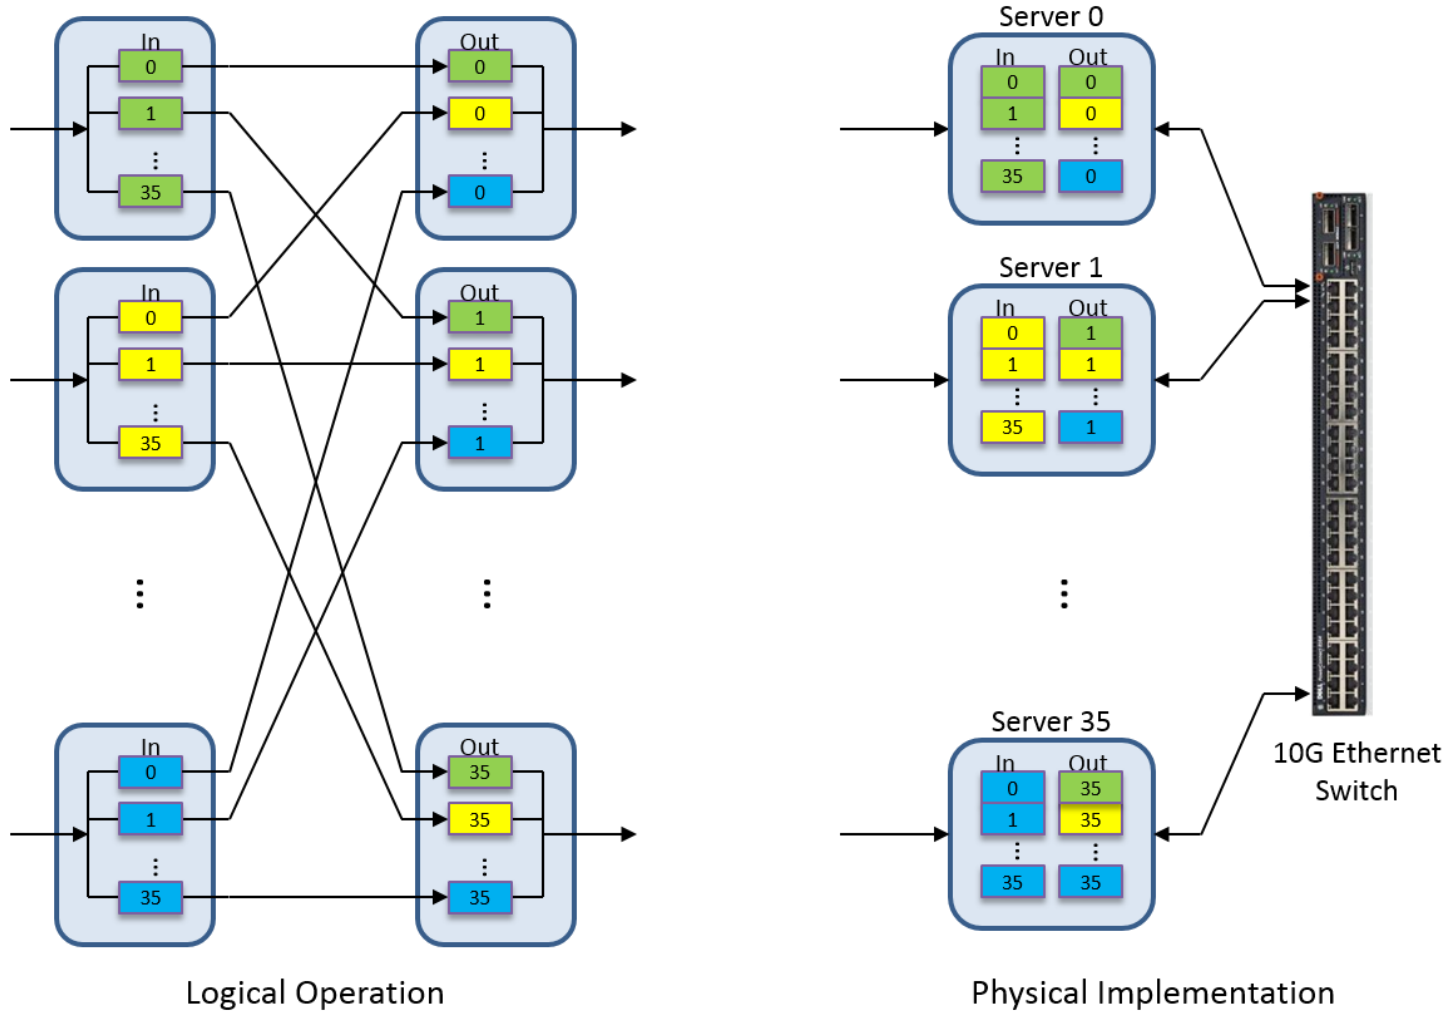 In
0
1
⋮
35
Out
0
0
⋮
0
In
0
1
⋮
35
Out
1
1
⋮
1
⋮
⋮
In
0
1
⋮
35
Out
35
35
⋮
35
Logical Operation
Server 0
In Out
0 0
1 0
⋮ ⋮
35 0
Server 1
In Out
0 1
1 1
⋮ ⋮
35 1
⋮
Server 35
In Out
0 35
1 35
⋮ ⋮
35 35
DELL
10G Ethernet
Switch
Physical Implementation